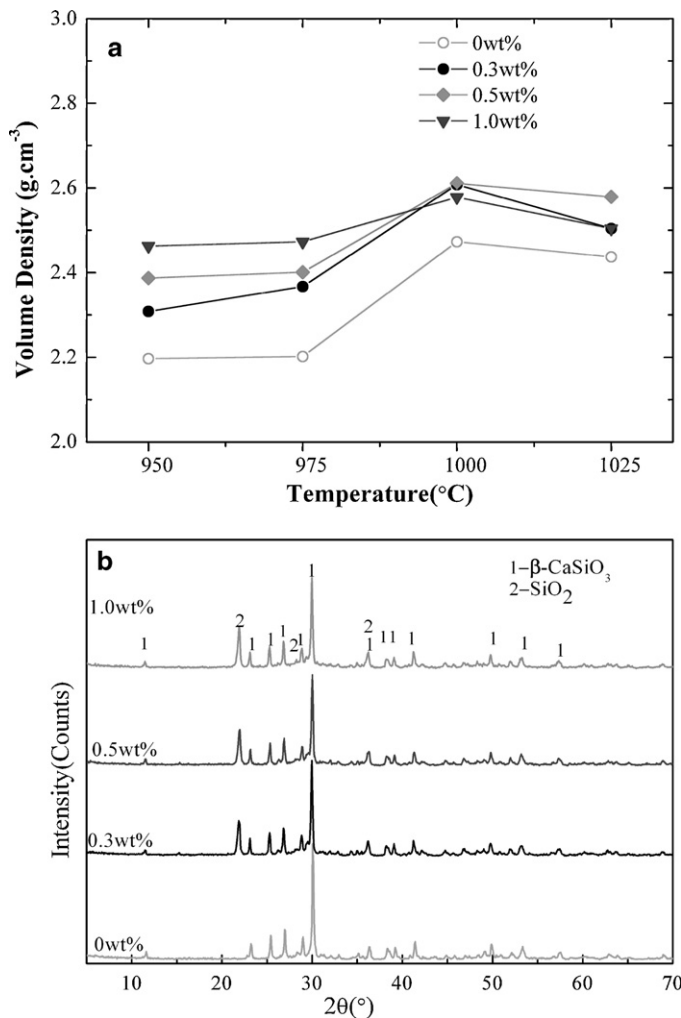 a
0wt%
0.3wt%
0.5wt%
1.0wt%
3.0
2.8
2.6
2.4
2.2
2.0
Volume Density (g.cm⁻³)
950 975 1000 1025
Temperature(°C)
b
1–β-CaSiO₃
2–SiO₂
1.0wt%
1 2 1 1 1 2 1 1 2 1 1 1 1 1 1 1
0.5wt%
0.3wt%
0wt%
Intensity(Counts)
10 20 30 40 50 60 70
2θ(°)